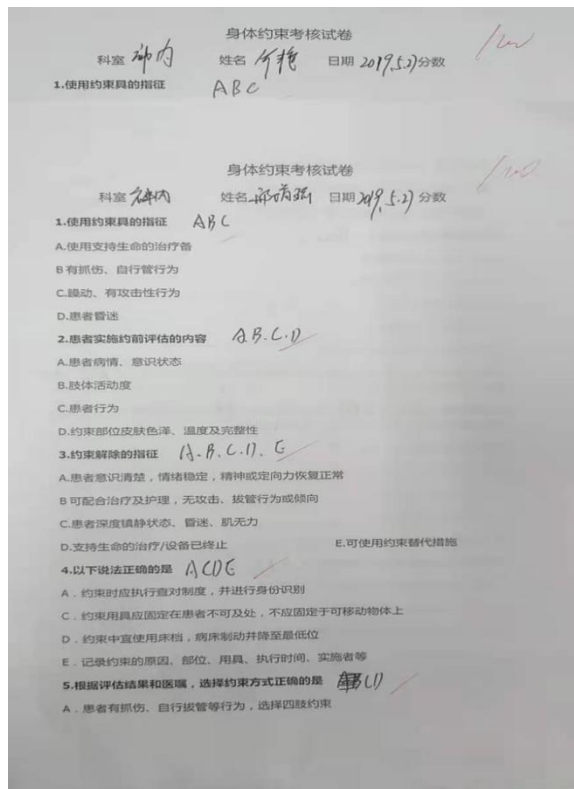 身体约束考核试卷
科室 神内 姓名 日期 2019.5.27 分数 100
1.使用约束具的指征 ABC
身体约束考核试卷
科室 神内 姓名 日期 2019.5.27 分数 100
1.使用约束具的指征 ABC
A.使用支持生命的治疗备
B 有抓伤、自行管行为
C.躁动、有攻击性行为
D.患者昏迷
2.患者实施约前评估的内容 A.B.C.D
A.患者病情、意识状态
B.肢体活动度
C.患者行为
D.约束部位皮肤色泽、温度及完整性
3.约束解除的指征 A.B.C.D.E
A.患者意识清楚，情绪稳定，精神或定向力恢复正常
B 可配合治疗及护理，无攻击、拔管行为或倾向
C.患者深度镇静状态、昏迷、肌无力
D.支持生命的治疗/设备已终止 E.可使用约束替代措施
4.以下说法正确的是 ACDE
A．约束时应执行查对制度，并进行身份识别
C．约束用具应固定在患者不可及处，不应固定于可移动物体上
D．约束中宜使用床档，病床制动并降至最低位
E．记录约束的原因、部位、用具、执行时间、实施者等
5.根据评估结果和医嘱，选择约束方式正确的是 BCD
A．患者有抓伤、自行拔管等行为，选择四肢约束